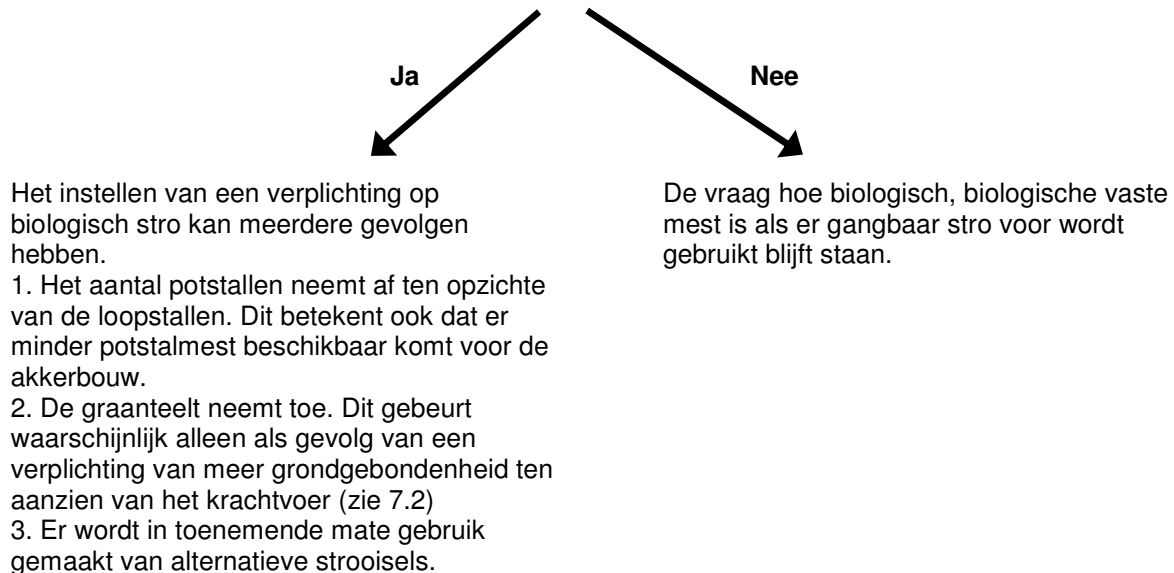 Ja
Nee
Het instellen van een verplichting op
biologisch stro kan meerdere gevolgen
hebben.
1. Het aantal potstallen neemt af ten opzichte
van de loopstallen. Dit betekent ook dat er
minder potstalmest beschikbaar komt voor de
akkerbouw.
2. De graanteelt neemt toe. Dit gebeurt
waarschijnlijk alleen als gevolg van een
verplichting van meer grondgebondenheid ten
aanzien van het krachtvoer (zie 7.2)
3. Er wordt in toenemende mate gebruik
gemaakt van alternatieve strooisels.
De vraag hoe biologisch, biologische vaste
mest is als er gangbaar stro voor wordt
gebruikt blijft staan.